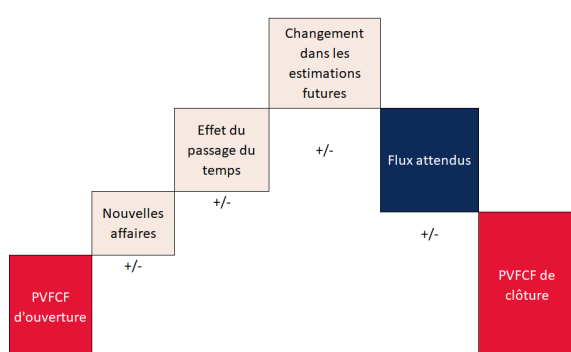 Changement
dans les
estimations
futures
Effet du
passage du
temps
+/-
Flux attendus
+/-
Nouvelles
affaires
+/-
+/-
PVFCF
d'ouverture
PVFCF de
clôture